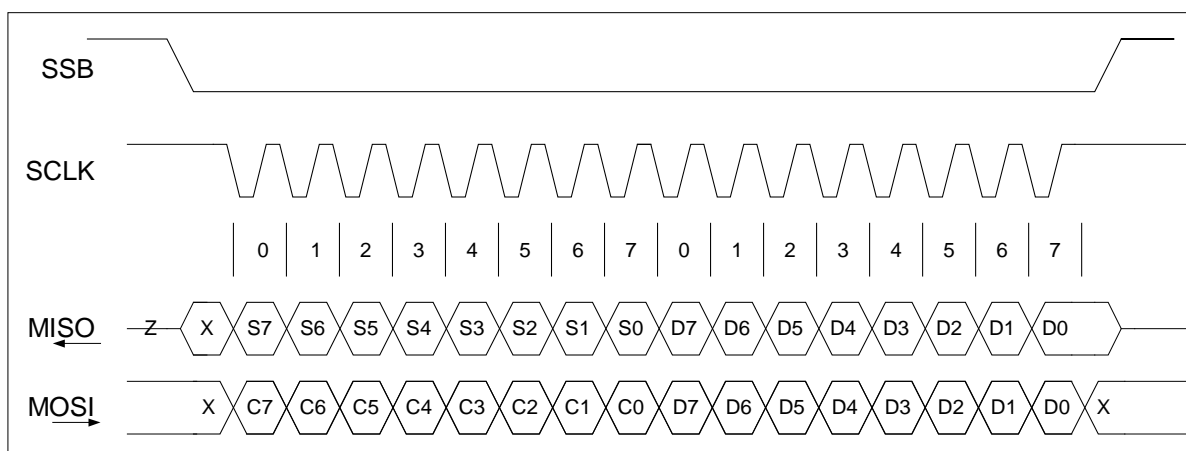 SSB
SCLK
0 1 2 3 4 5 6 7 0 1 2 3 4 5 6 7
MISO Z X S7 S6 S5 S4 S3 S2 S1 S0 D7 D6 D5 D4 D3 D2 D1 D0
MOSI X C7 C6 C5 C4 C3 C2 C1 C0 D7 D6 D5 D4 D3 D2 D1 D0 X